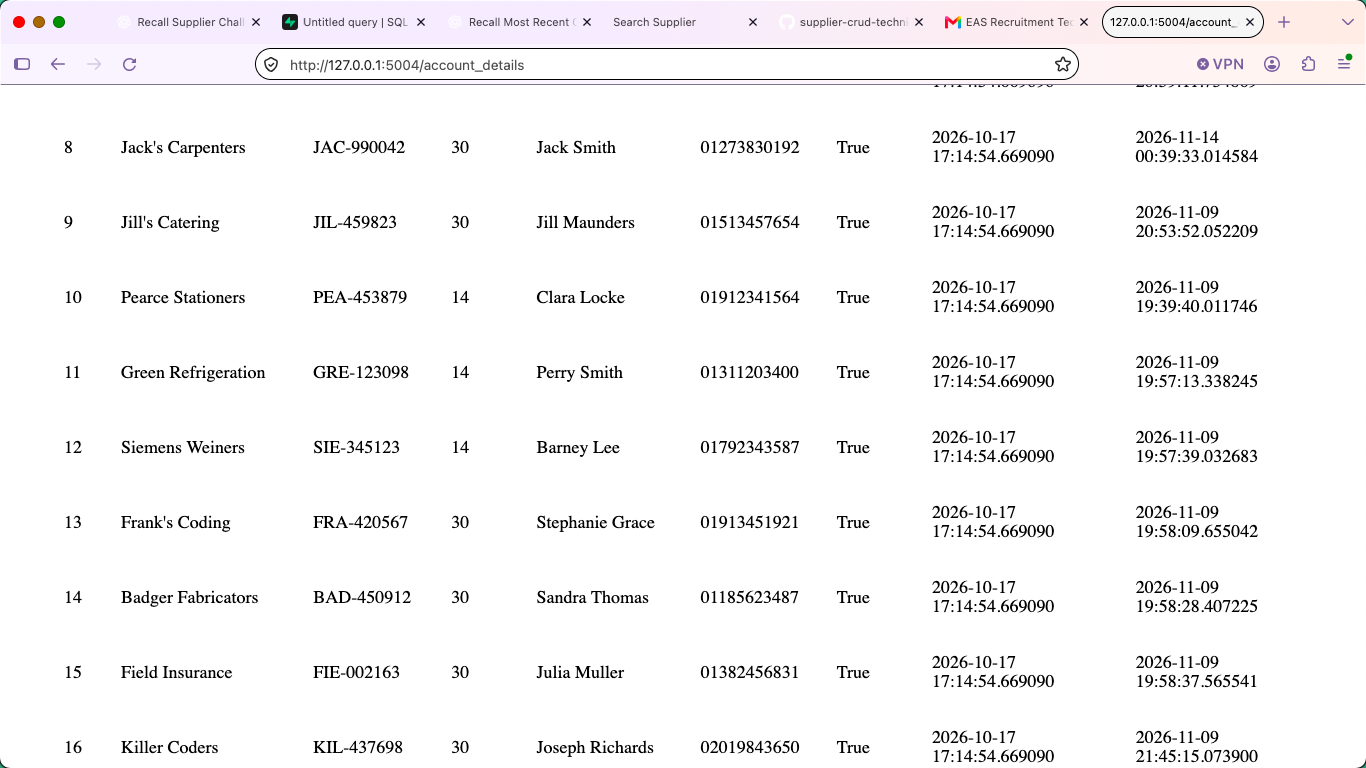 Recall Supplier Chall
Untitled query | SQL
Recall Most Recent C
Search Supplier
supplier-crud-techni
EAS Recruitment Tec
127.0.0.1:5004/account_
http://127.0.0.1:5004/account_details
VPN
8 Jack's Carpenters JAC-990042 30 Jack Smith 01273830192 True 2026-10-17 2026-11-14
17:14:54.669090 00:39:33.014584
9 Jill's Catering JIL-459823 30 Jill Maunders 01513457654 True 2026-10-17 2026-11-09
17:14:54.669090 20:53:52.052209
10 Pearce Stationers PEA-453879 14 Clara Locke 01912341564 True 2026-10-17 2026-11-09
17:14:54.669090 19:39:40.011746
11 Green Refrigeration GRE-123098 14 Perry Smith 01311203400 True 2026-10-17 2026-11-09
17:14:54.669090 19:57:13.338245
12 Siemens Weiners SIE-345123 14 Barney Lee 01792343587 True 2026-10-17 2026-11-09
17:14:54.669090 19:57:39.032683
13 Frank's Coding FRA-420567 30 Stephanie Grace 01913451921 True 2026-10-17 2026-11-09
17:14:54.669090 19:58:09.655042
14 Badger Fabricators BAD-450912 30 Sandra Thomas 01185623487 True 2026-10-17 2026-11-09
17:14:54.669090 19:58:28.407225
15 Field Insurance FIE-002163 30 Julia Muller 01382456831 True 2026-10-17 2026-11-09
17:14:54.669090 19:58:37.565541
16 Killer Coders KIL-437698 30 Joseph Richards 02019843650 True 2026-10-17 2026-11-09
17:14:54.669090 21:45:15.073900